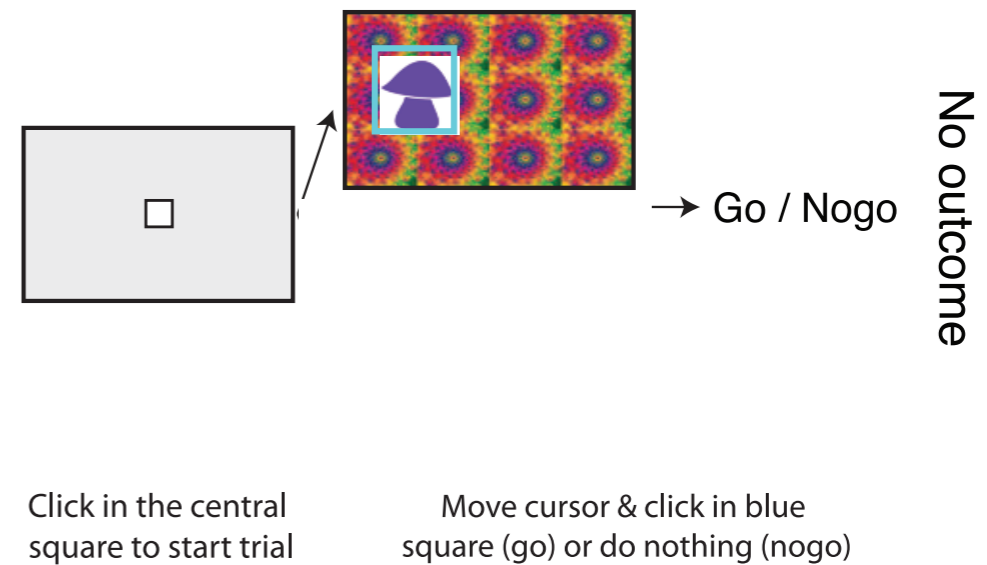 Go / Nogo
No outcome
Click in the central
square to start trial
Move cursor & click in blue
square (go) or do nothing (nogo)